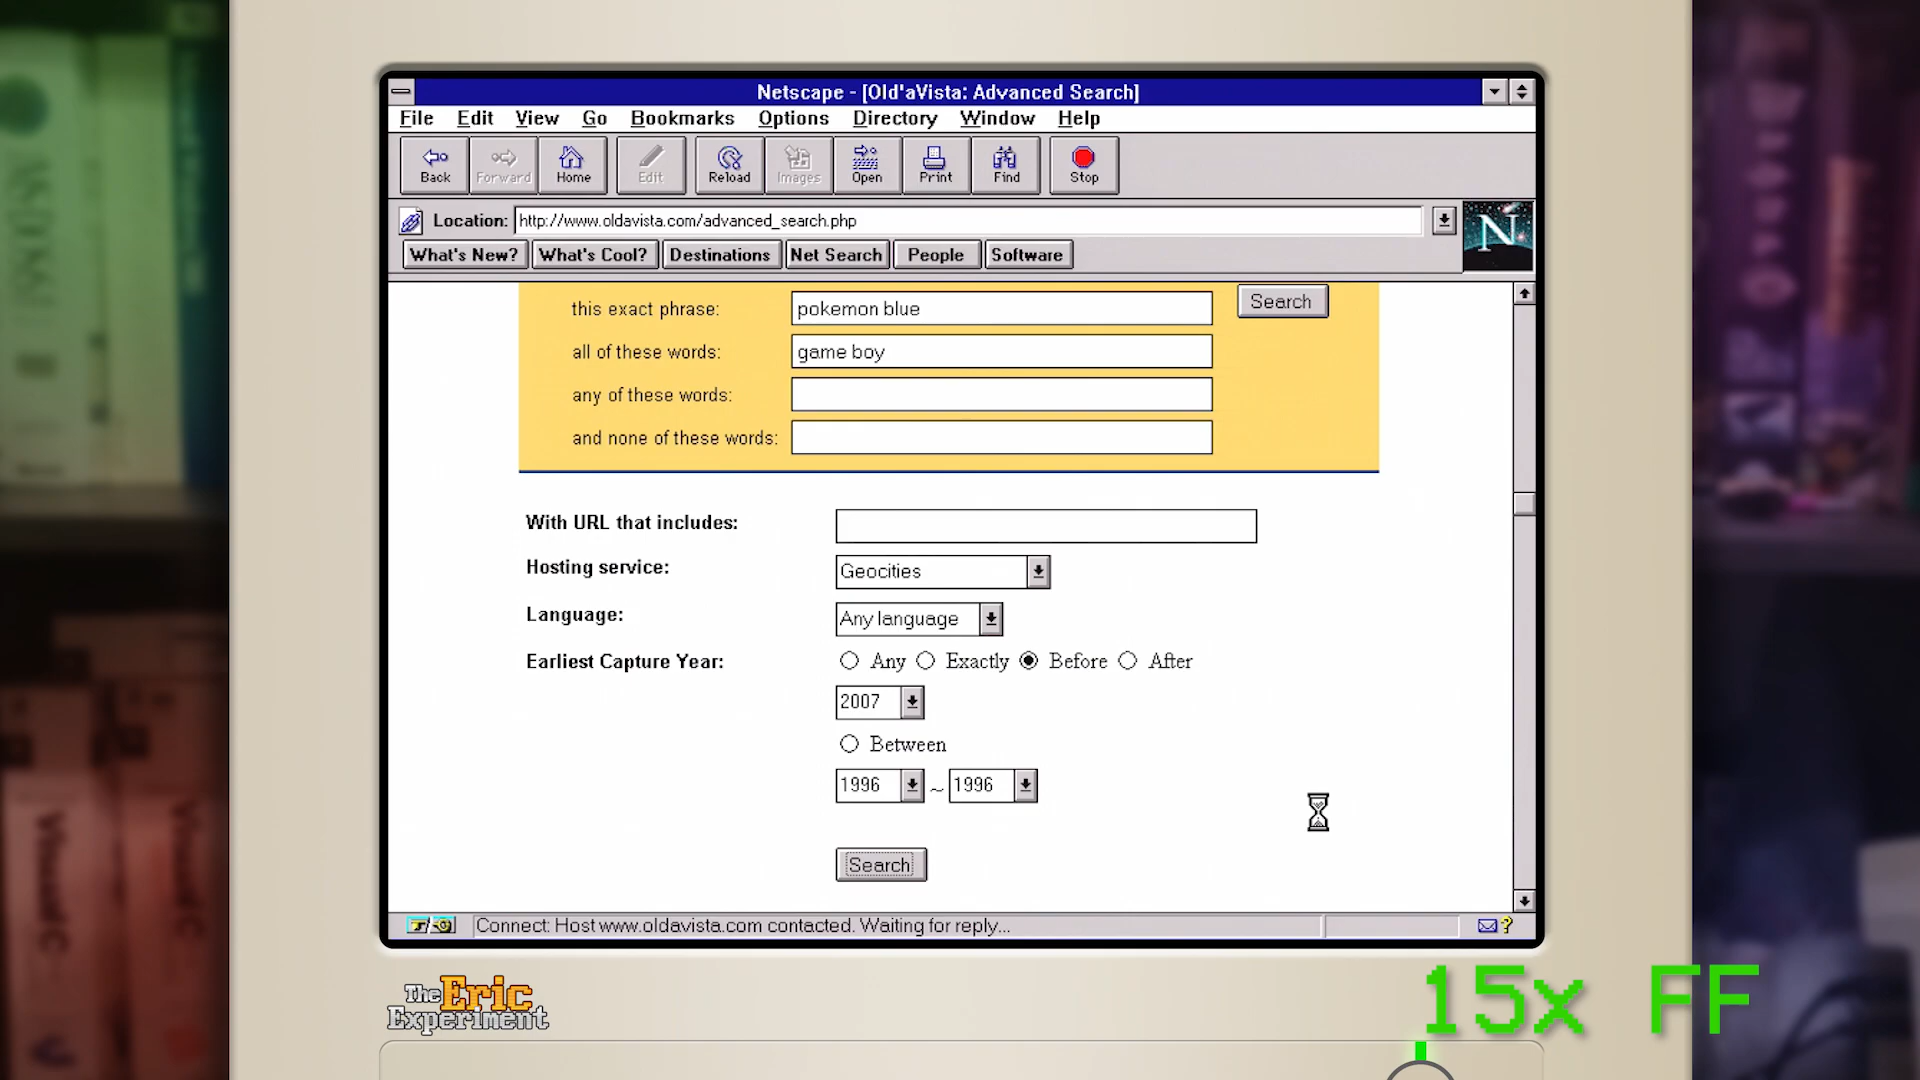 Netscape - [Old'aVista: Advanced Search]
File Edit View Go Bookmarks Options Directory Window Help
Back Forward Home Edit Reload Images Open Print Find Stop
Location: http://www.oldavista.com/advanced_search.php
N
What's New? What's Cool? Destinations Net Search People Software
this exact phrase: pokemon blue Search
all of these words: game boy
any of these words:
and none of these words:
With URL that includes:
Hosting service: Geocities
Language: Any language
Earliest Capture Year: Any Exactly Before After
2007
Between
1996 ~ 1996
Search
Connect: Host www.oldavista.com contacted. Waiting for reply...
The Eric
Experiment
15x FF